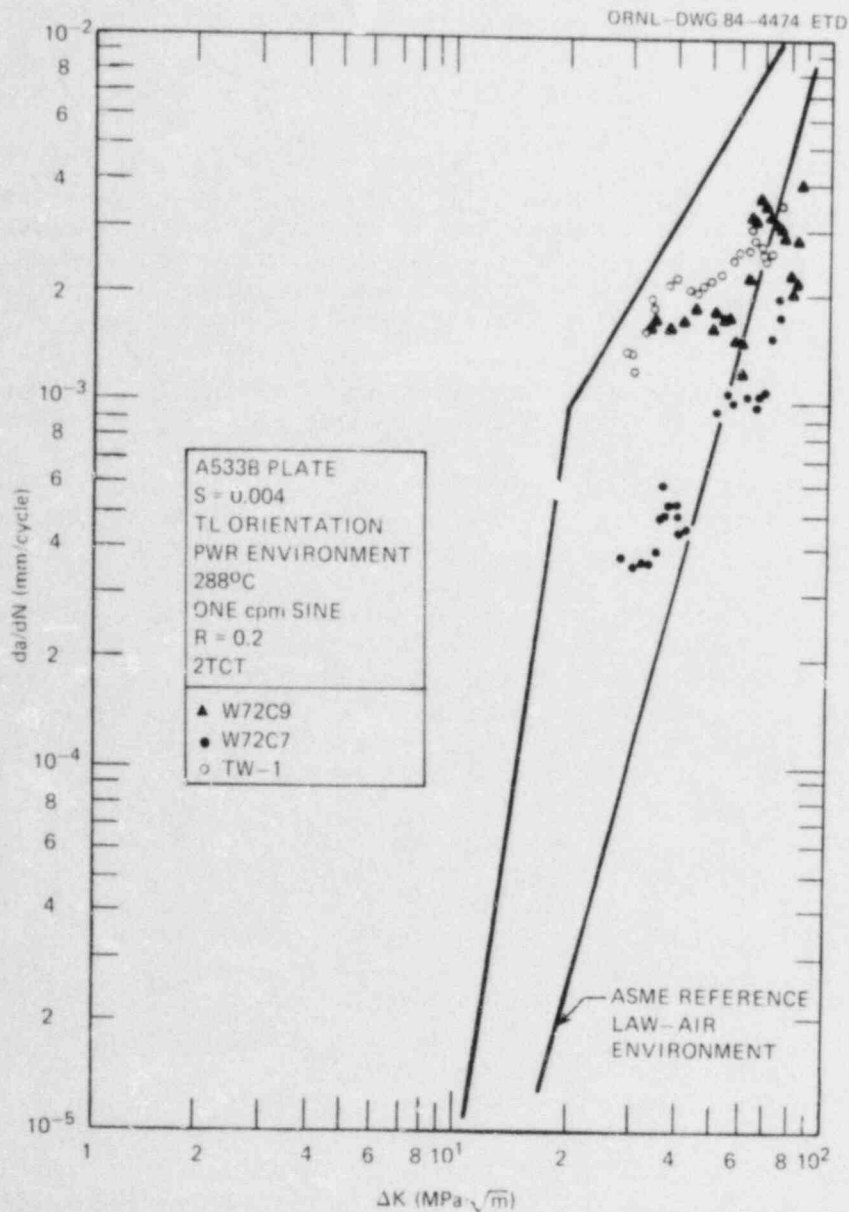 ORNL-DWG 84-4474 ETD
10-2
8
6
4
2
10-3
8
6
4
2
10-4
8
6
4
2
10-5
da/dN (mm/cycle)
A533B PLATE
S = 0.004
TL ORIENTATION
PWR ENVIRONMENT
288ºC
ONE cpm SINE
R = 0.2
2TCT
▲ W72C9
● W72C7
○ TW-1
ASME REFERENCE
LAW-AIR
ENVIRONMENT
1 2 4 6 8 10¹ 2 4 6 8 10²
ΔK (MPa·√m)